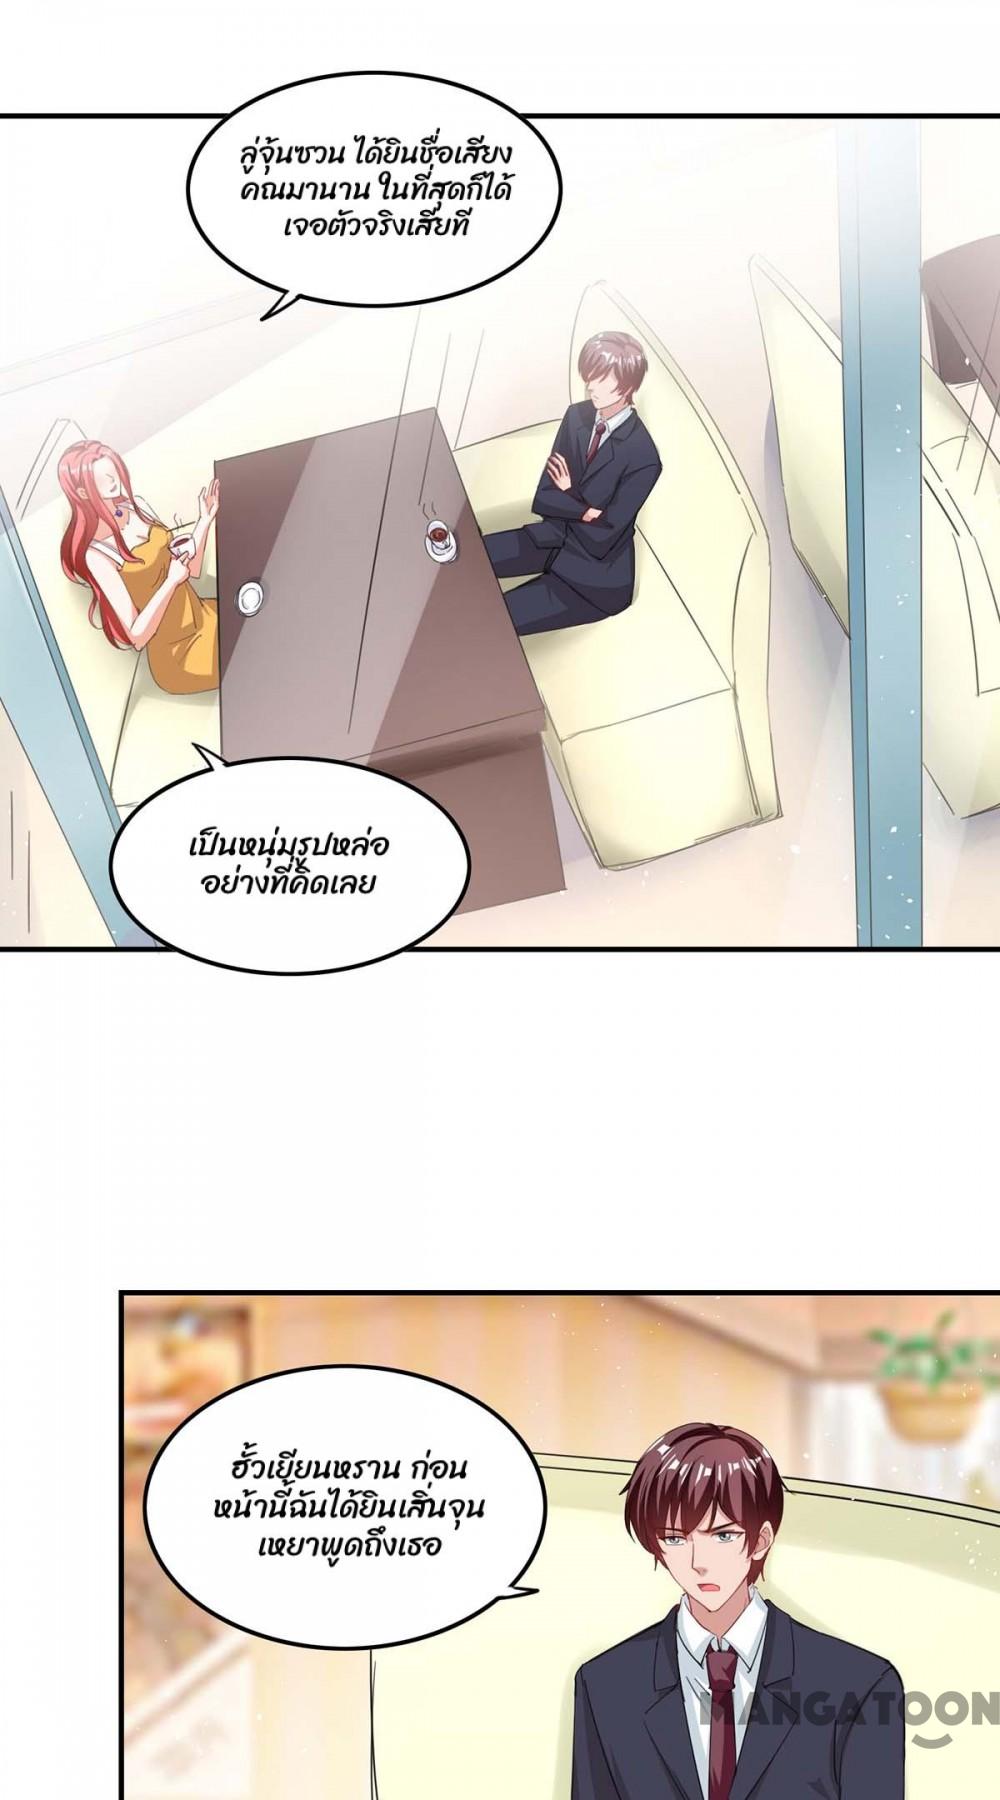 ลู่จุ้นซวน ได้ยินชื่อเสียง
คุณมานาน ในที่สุดก็ได้
เจอตัวจริงเสียที
เป็นหนุ่มรูปหล่อ
อย่างที่คิดเลย
ฮั้วเยียนหราน ก่อน
หน้านี้ฉันได้ยินเสิ่นจุน
เหยาพูดถึงเธอ
MANGATOON